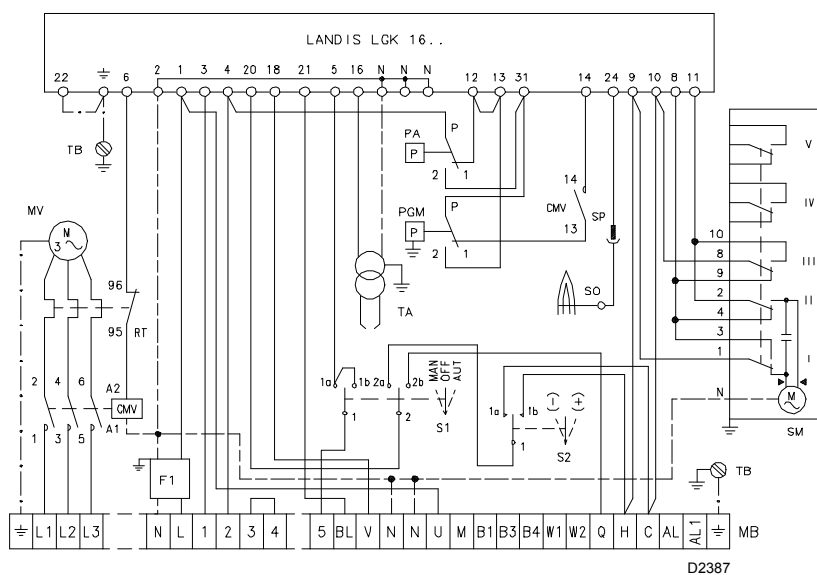 LANDIS LGK 16..
22 6 2 1 3 4 20 18 21 5 16 N N N 12 13 31 14 24 9 10 8 11
TB
PA P P
2 1
14
CMV
13
SP
V
IV
MV
M
3
PGM P P
2 1
10
8 III
9
96
95 RT
TA
SO
2 II
4
3
1 I
2 4 6 A2
CMV
1 3 5 A1
1a 1b 2a 2b
MAN OFF AUT
1 2 S1
1a 1b
(-) (+)
1 S2
N M
SM
F1
TB
L1 L2 L3 N L 1 2 3 4 5 BL V N N U M B1 B3 B4 W1 W2 Q H C AL AL1 MB
D2387